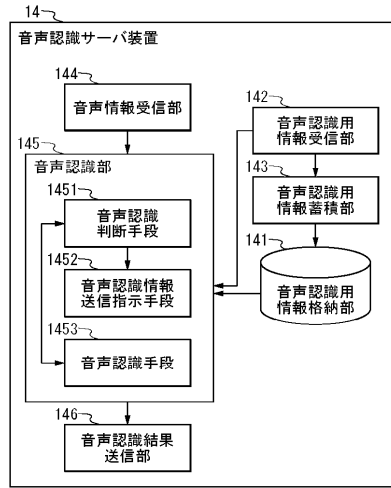 14
音声認識サーバ装置
144
音声情報受信部
142
音声認識用
情報受信部
145
音声認識部
143
音声認識用
情報蓄積部
1451
音声認識
判断手段
141
音声認識用
情報格納部
1452
音声認識情報
送信指示手段
1453
音声認識手段
146
音声認識結果
送信部